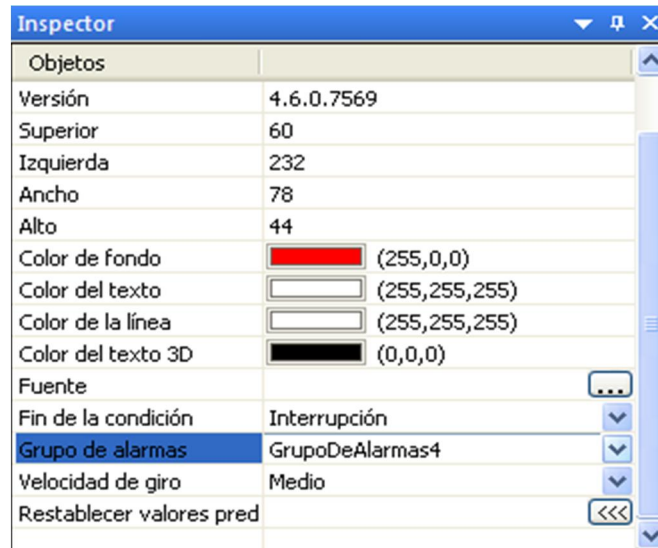 Inspector
Objetos
Versión 4.6.0.7569
Superior 60
Izquierda 232
Ancho 78
Alto 44
Color de fondo (255,0,0)
Color del texto (255,255,255)
Color de la línea (255,255,255)
Color del texto 3D (0,0,0)
Fuente ...
Fin de la condición Interrupción
Grupo de alarmas GrupoDeAlarmas4
Velocidad de giro Medio
Restablecer valores pred <<<